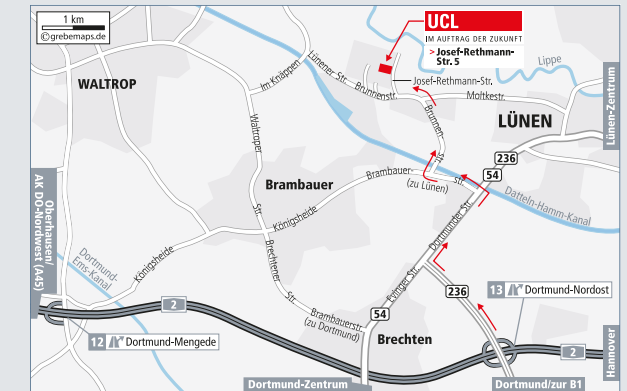 1 km
©grebemaps.de
UCL
IM AUFTRAG DER ZUKUNFT
> Josef-Rethmann-
Str. 5
Lippe
Josef-Rethmann-Str.
WALTROP
Im Knäppen
Lünener Str.
Brunnenstr.
Moltkestr.
LÜNEN
Lünen-Zentrum
Brunnen-
str.
Waltroper
Str.
236
54
Brambauer
Brambauer
str.
(zu Lünen)
Datteln-Hamm-Kanal
Oberhausen/
AK DO-Nordwest (A45)
Königsheide
Dortmunder Str.
Dortmund-
Ems-Kanal
Königsheide
Brechtener
Str.
Evinger Str.
236
13 Dortmund-Nordost
2
Brambauerstr.
(zu Dortmund)
54
12 Dortmund-Mengede
Brechten
2
Hannover
Dortmund-Zentrum
Dortmund/zur B1